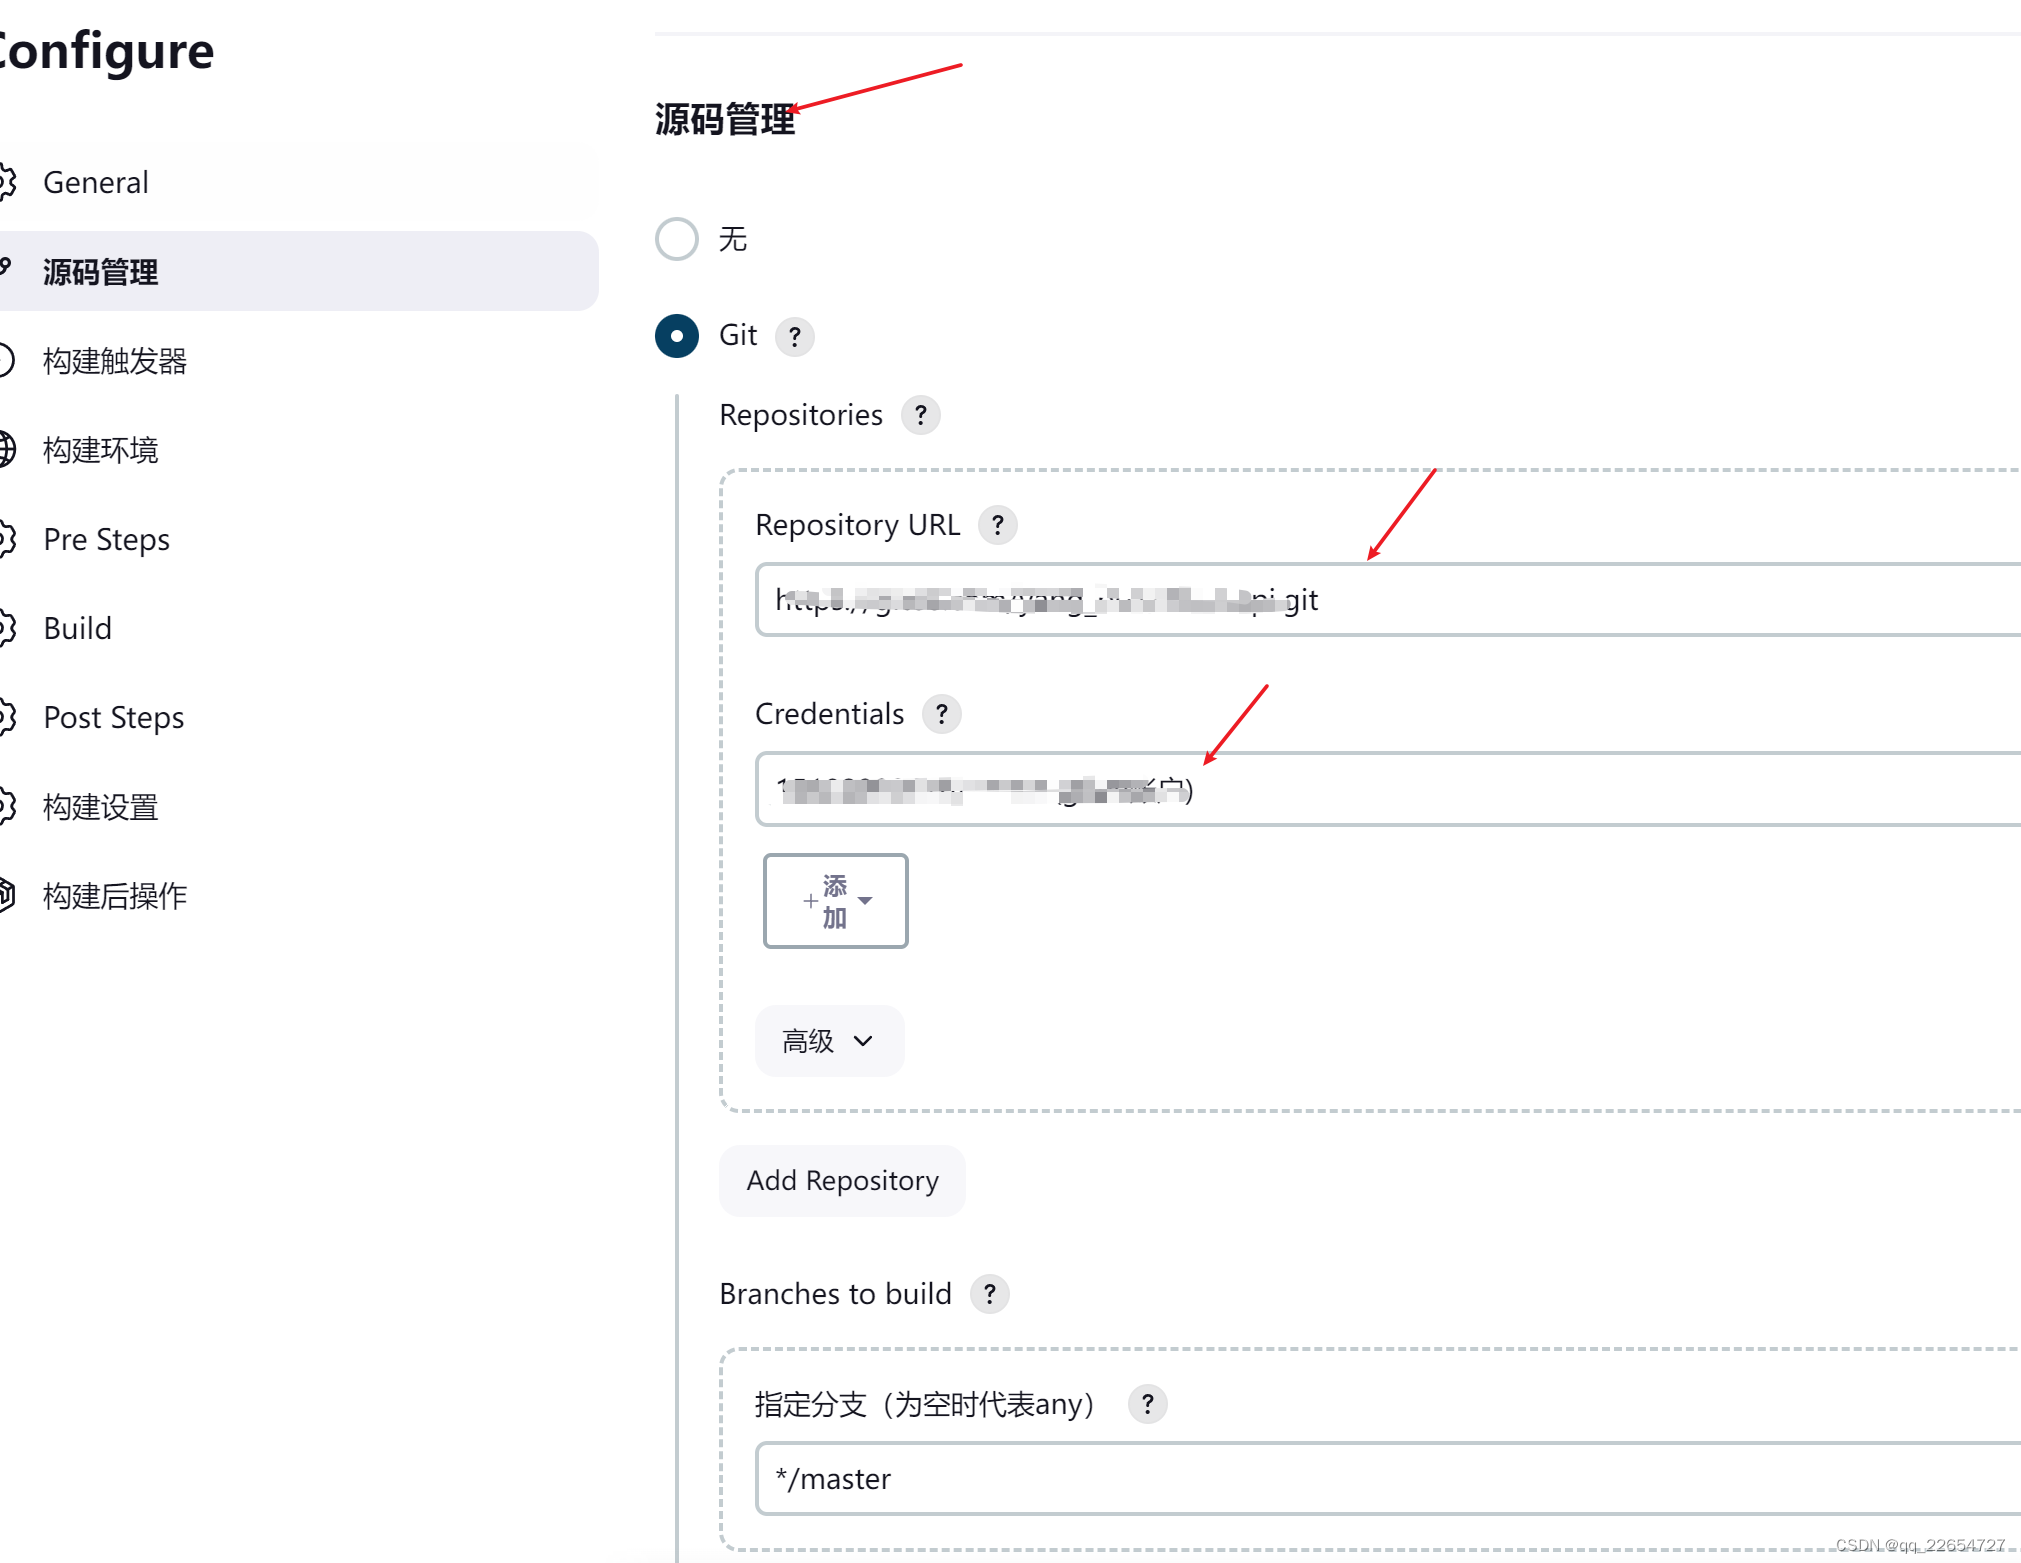 Configure
General
源码管理
构建触发器
构建环境
Pre Steps
Build
Post Steps
构建设置
构建后操作
源码管理
无
Git ?
Repositories ?
Repository URL ?
git
Credentials ?
+添加
高级
Add Repository
Branches to build ?
指定分支（为空时代表any） ?
*/master
CSDN @qq_22654727